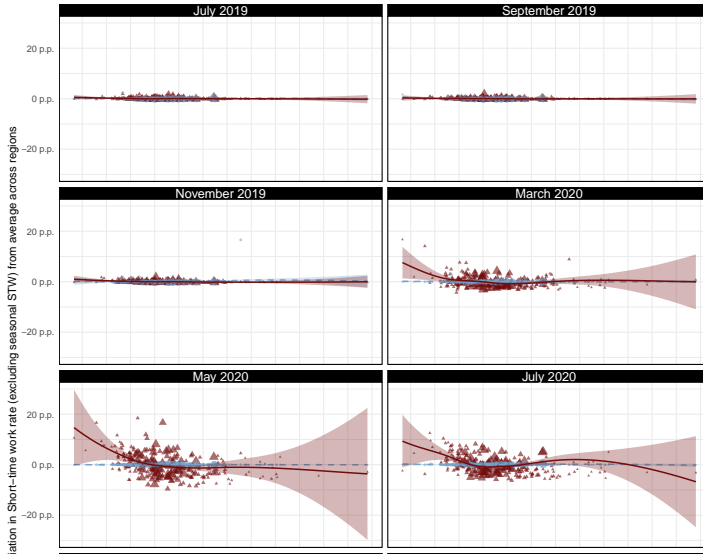 July 2019
September 2019
20 p.p.
0 p.p.
−20 p.p.
November 2019
March 2020
20 p.p.
0 p.p.
−20 p.p.
May 2020
July 2020
20 p.p.
0 p.p.
−20 p.p.
iation in Short−time work rate (excluding seasonal STW) from average across regions